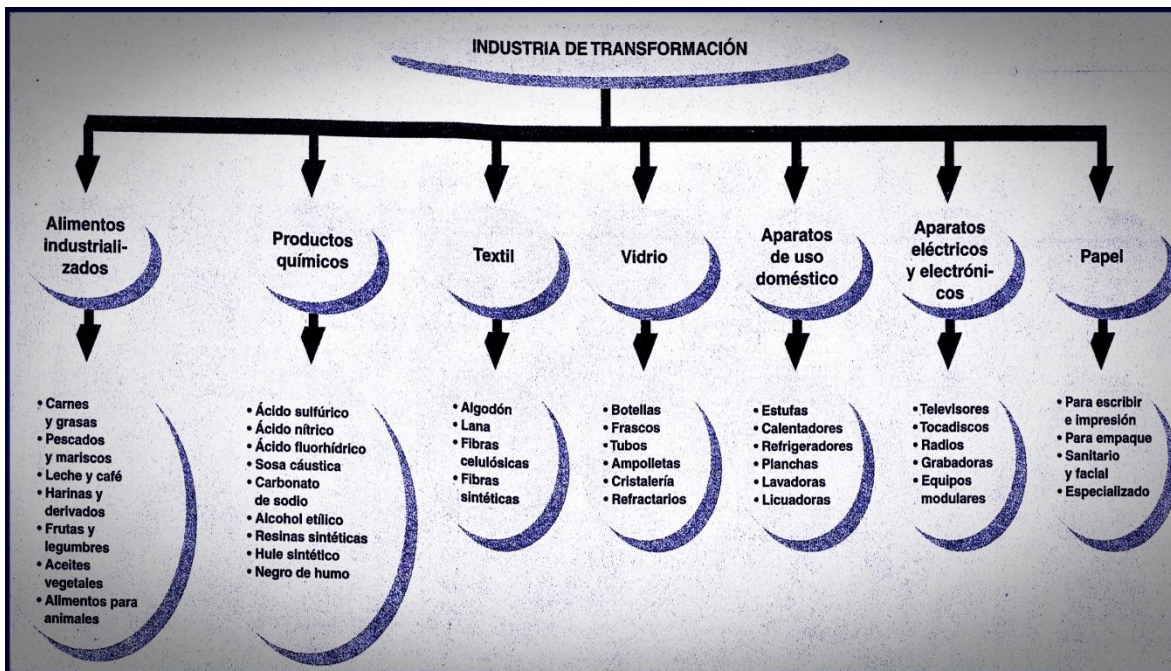 INDUSTRIA DE TRANSFORMACIÓN
Alimentos
industriali-
zados
• Carnes
y grasas
• Pescados
y mariscos
• Leche y café
• Harinas y
derivados
• Frutas y
legumbres
• Aceites
vegetales
• Alimentos para
animales
Productos
químicos
• Ácido sulfúrico
• Ácido nítrico
• Ácido fluorhídrico
• Sosa cáustica
• Carbonato
de sodio
• Alcohol etílico
• Resinas sintéticas
• Hule sintético
• Negro de humo
Textil
• Algodón
• Lana
• Fibras
celulósicas
• Fibras
sintéticas
Vidrio
• Botellas
• Frascos
• Tubos
• Ampolletas
• Cristalería
• Refractarios
Aparatos
de uso
doméstico
• Estufas
• Calentadores
• Refrigeradores
• Planchas
• Lavadoras
• Licuadoras
Aparatos
eléctricos
y electróni-
cos
• Televisores
• Tocadiscos
• Radios
• Grabadoras
• Equipos
modulares
Papel
• Para escribir
e impresión
• Para empaque
• Sanitario
y facial
• Especializado